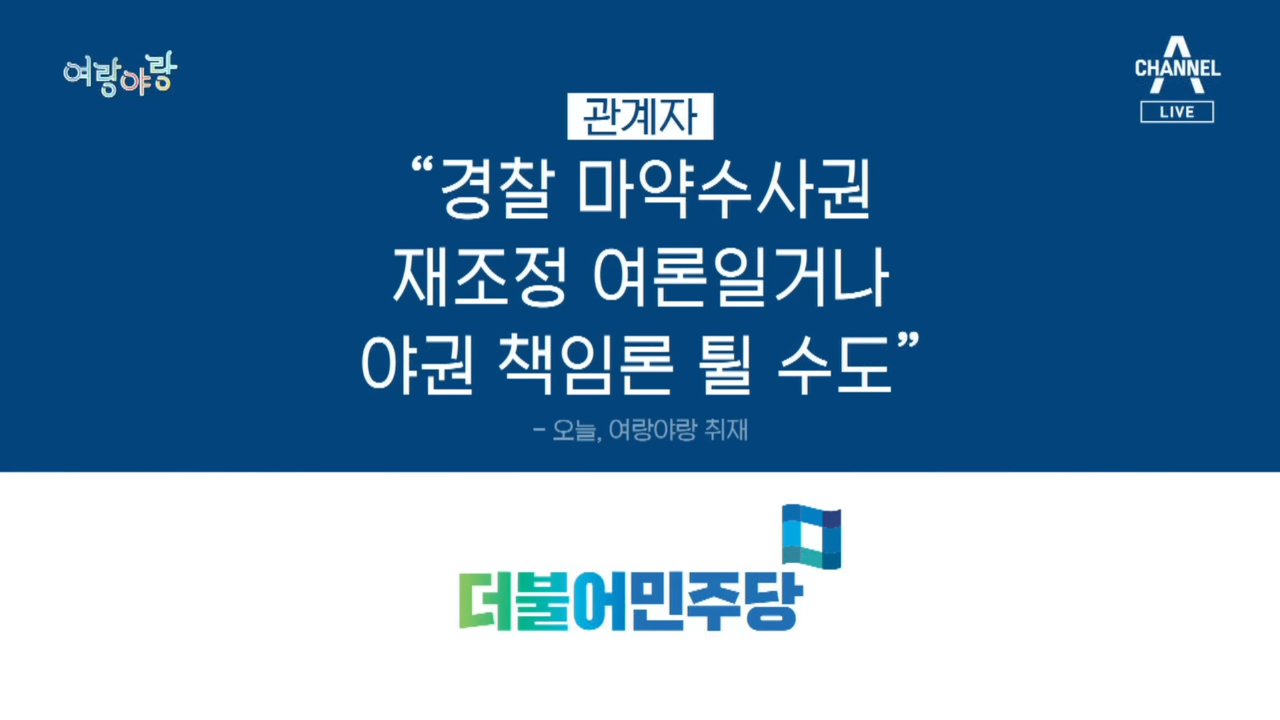 여랑야랑
CHANNEL A
LIVE
관계자
“경찰 마약수사권
재조정 여론일거나
야권 책임론 튈 수도”
- 오늘, 여랑야랑 취재
더불어민주당